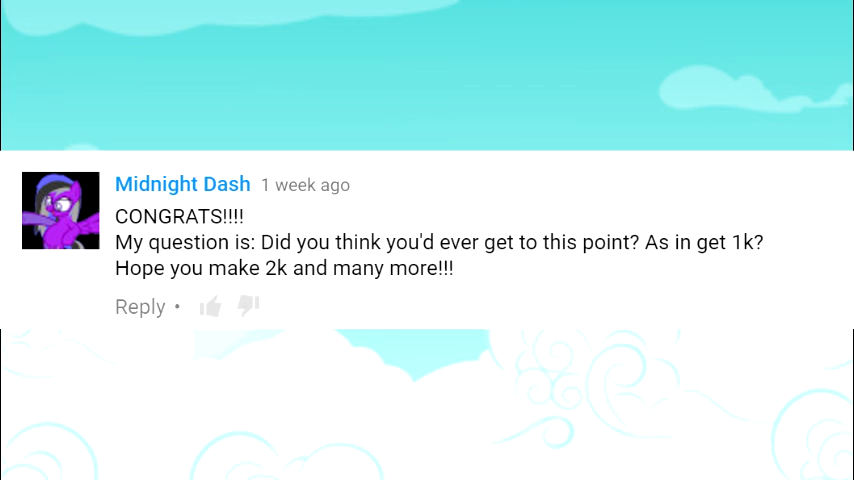 Midnight Dash 1 week ago
CONGRATS!!!!
My question is: Did you think you'd ever get to this point? As in get 1k?
Hope you make 2k and many more!!!
Reply •